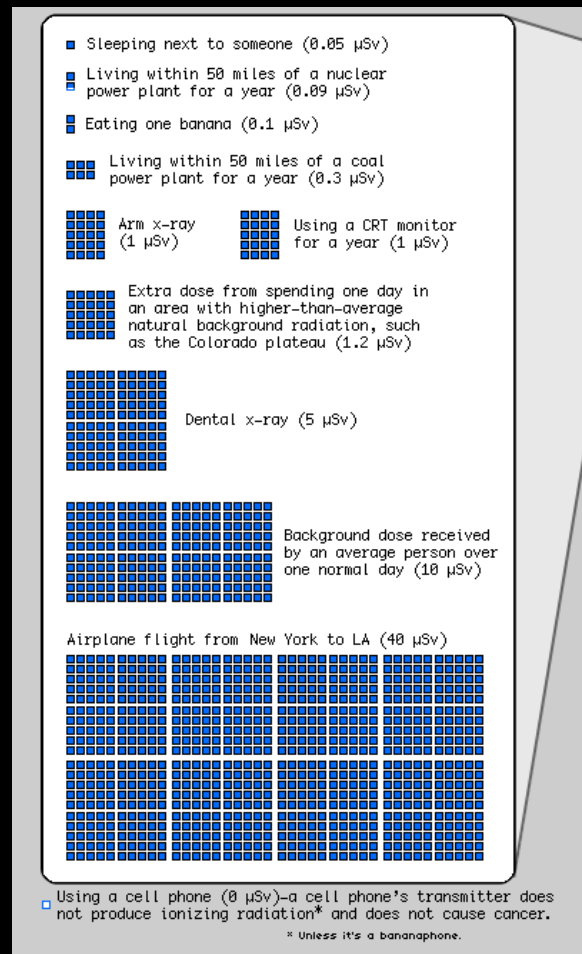 Sleeping next to someone (0.05 µSv)
Living within 50 miles of a nuclear
power plant for a year (0.09 µSv)
Eating one banana (0.1 µSv)
Living within 50 miles of a coal
power plant for a year (0.3 µSv)
Arm x-ray
(1 µSv)
Using a CRT monitor
for a year (1 µSv)
Extra dose from spending one day in
an area with higher-than-average
natural background radiation, such
as the Colorado plateau (1.2 µSv)
Dental x-ray (5 µSv)
Background dose received
by an average person over
one normal day (10 µSv)
Airplane flight from New York to LA (40 µSv)
Using a cell phone (0 µSv)–a cell phone's transmitter does
not produce ionizing radiation* and does not cause cancer.
* Unless it's a bananaphone.